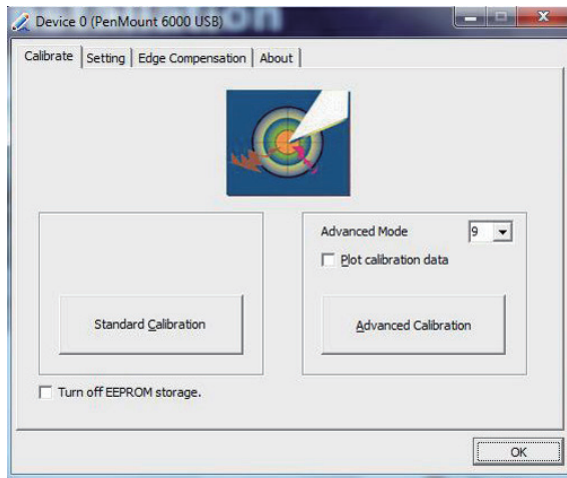 Device 0 (PenMount 6000 USB)
Calibrate Setting Edge Compensation About
Advanced Mode 9
Plot calibration data
Standard Calibration Advanced Calibration
Turn off EEPROM storage.
OK